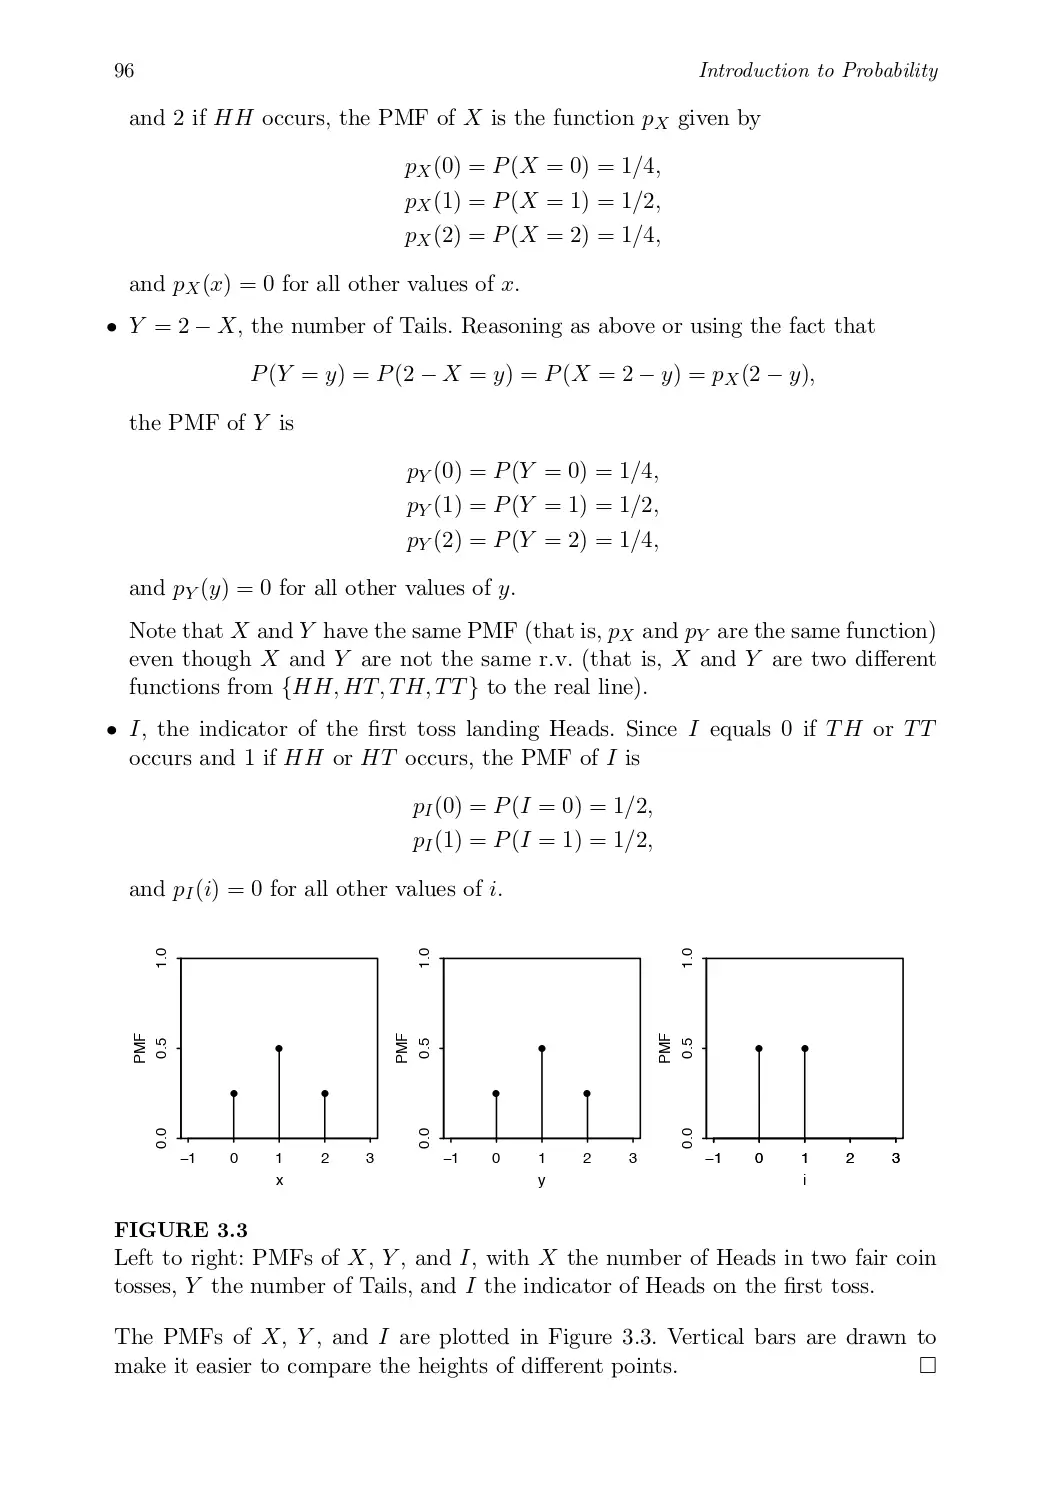 96 Introduction to Probability
and 2 if HH occurs, the PMF of X is the function p_X given by
p_X(0) = P(X = 0) = 1/4,
p_X(1) = P(X = 1) = 1/2,
p_X(2) = P(X = 2) = 1/4,
and p_X(x) = 0 for all other values of x.
• Y = 2 − X, the number of Tails. Reasoning as above or using the fact that
P(Y = y) = P(2 − X = y) = P(X = 2 − y) = p_X(2 − y),
the PMF of Y is
p_Y(0) = P(Y = 0) = 1/4,
p_Y(1) = P(Y = 1) = 1/2,
p_Y(2) = P(Y = 2) = 1/4,
and p_Y(y) = 0 for all other values of y.
Note that X and Y have the same PMF (that is, p_X and p_Y are the same function)
even though X and Y are not the same r.v. (that is, X and Y are two different
functions from {HH, HT, TH, TT} to the real line).
• I, the indicator of the first toss landing Heads. Since I equals 0 if TH or TT
occurs and 1 if HH or HT occurs, the PMF of I is
p_I(0) = P(I = 0) = 1/2,
p_I(1) = P(I = 1) = 1/2,
and p_I(i) = 0 for all other values of i.
PMF
0.0 0.5 1.0
−1 0 1 2 3
x
PMF
0.0 0.5 1.0
−1 0 1 2 3
y
PMF
0.0 0.5 1.0
−1 0 1 2 3
i
FIGURE 3.3
Left to right: PMFs of X, Y, and I, with X the number of Heads in two fair coin
tosses, Y the number of Tails, and I the indicator of Heads on the first toss.
The PMFs of X, Y, and I are plotted in Figure 3.3. Vertical bars are drawn to
make it easier to compare the heights of different points. □